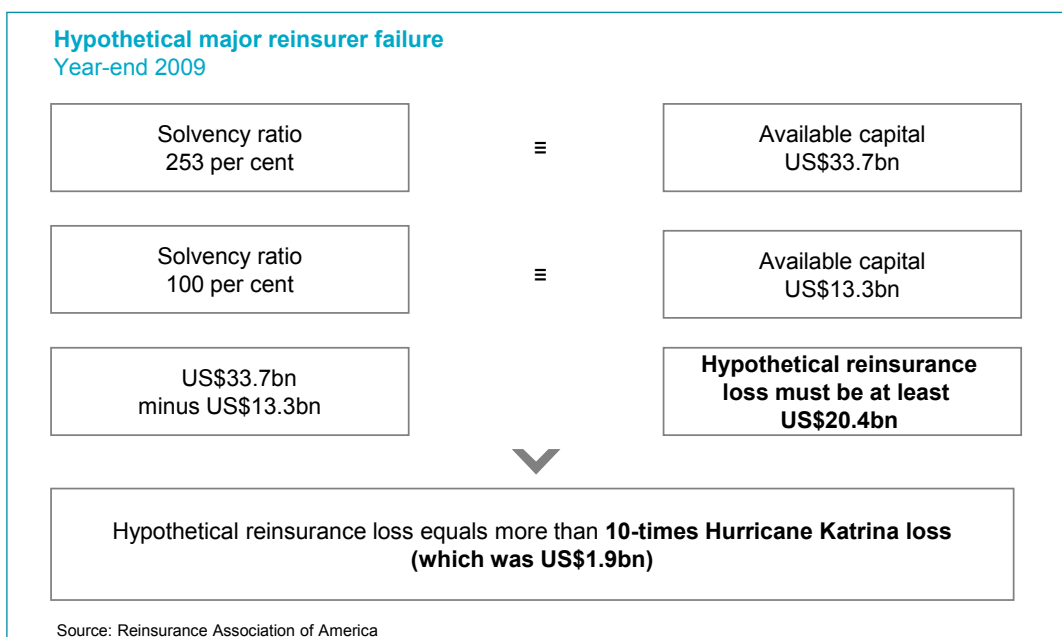 Hypothetical major reinsurer failure
Year-end 2009
Solvency ratio
253 per cent
≡
Available capital
US$33.7bn
Solvency ratio
100 per cent
≡
Available capital
US$13.3bn
US$33.7bn
minus US$13.3bn
Hypothetical reinsurance
loss must be at least
US$20.4bn
Hypothetical reinsurance loss equals more than 10-times Hurricane Katrina loss
(which was US$1.9bn)
Source: Reinsurance Association of America